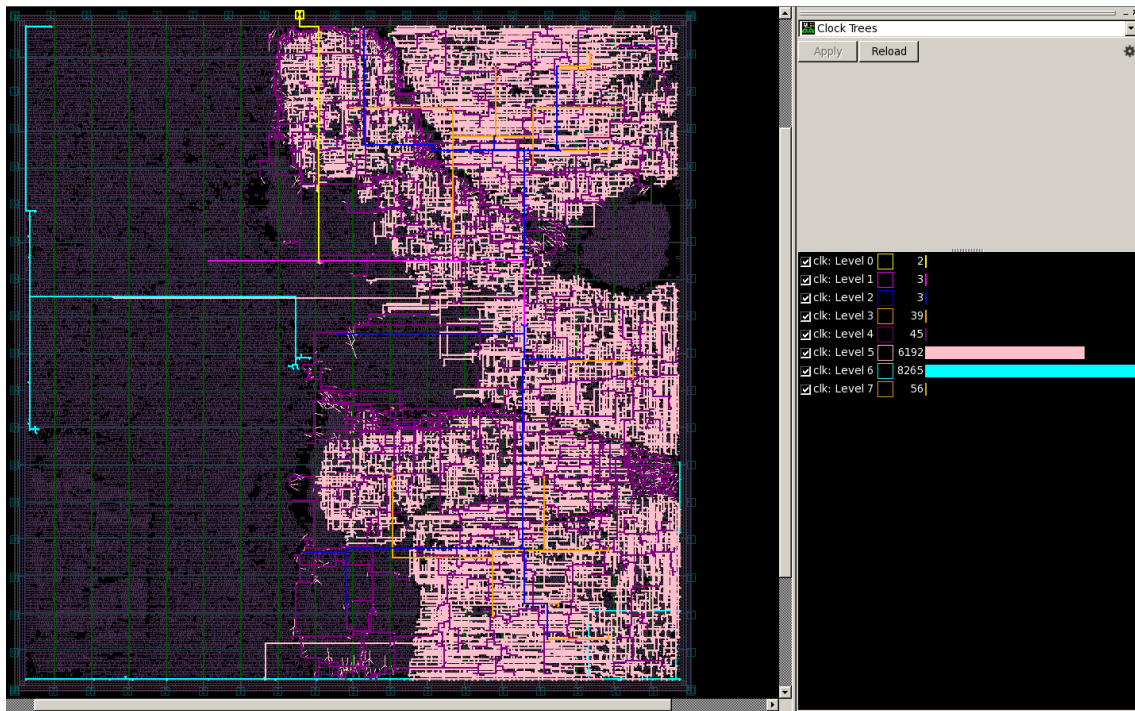 Clock Trees
Apply Reload
clk: Level 0 2
clk: Level 1 3
clk: Level 2 3
clk: Level 3 39
clk: Level 4 45
clk: Level 5 6192
clk: Level 6 8265
clk: Level 7 56